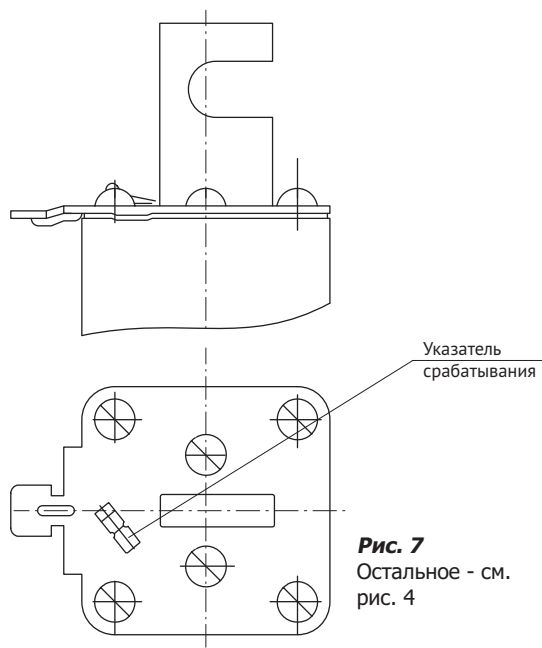 Указатель
срабатывания
Рис. 7
Остальное - см.
рис. 4